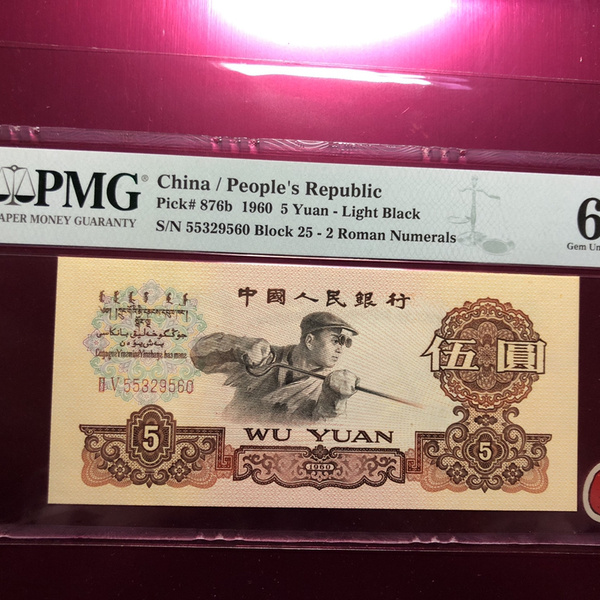 PMG
PAPER MONEY GUARANTY
China / People's Republic
Pick# 876b 1960 5 Yuan - Light Black
S/N 55329560 Block 25 - 2 Roman Numerals
6
Gem Un
中國人民銀行
伍圓
55329560
5
WU YUAN
5
1960